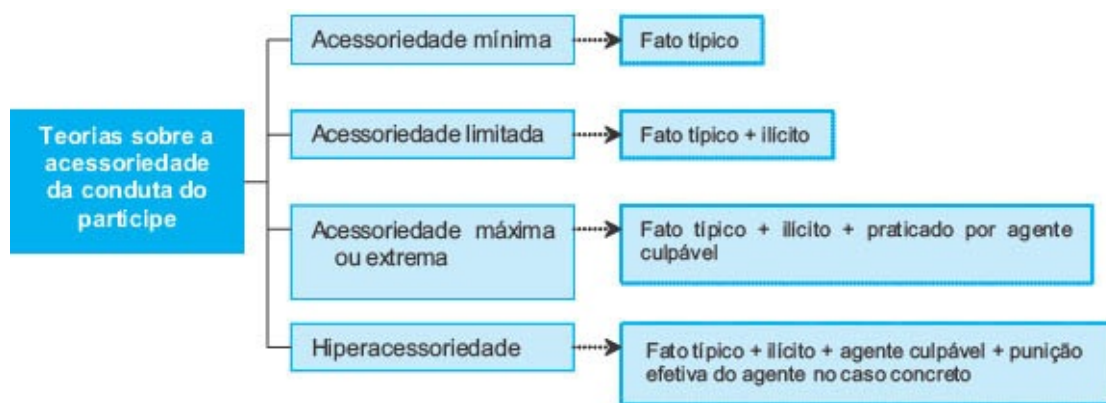 Teorias sobre a
acessoriedade
da conduta do
partícipe
Acessoriedade mínima
Fato típico
Acessoriedade limitada
Fato típico + ilícito
Acessoriedade máxima
ou extrema
Fato típico + ilícito + praticado por agente
culpável
Hiperacessoriedade
Fato típico + ilícito + agente culpável + punição
efetiva do agente no caso concreto